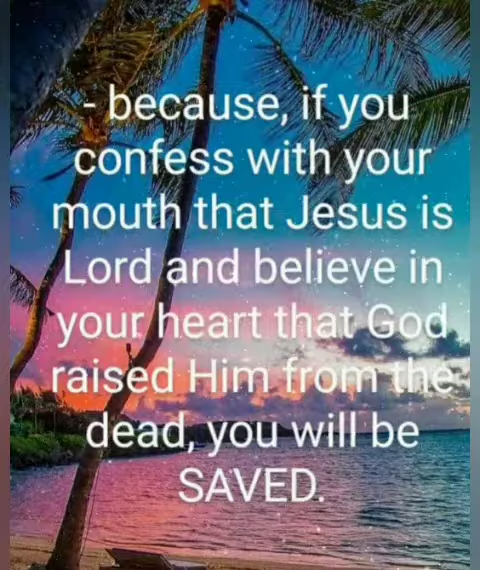 - because, if you
confess with your
mouth that Jesus is
Lord and believe in
your heart that God
raised Him from the
dead, you will be
SAVED.